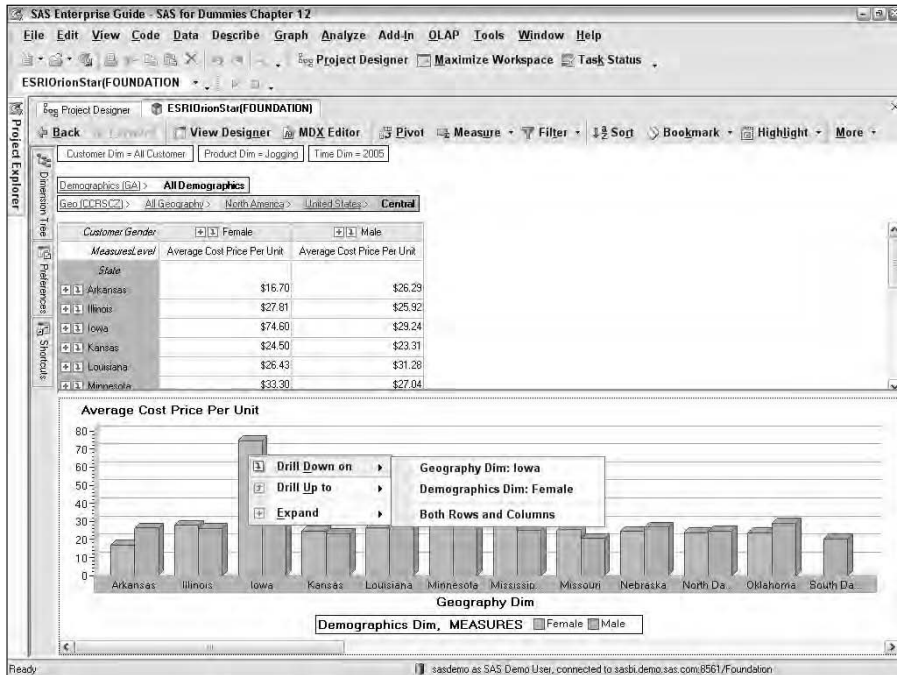 SAS Enterprise Guide - SAS for Dummies Chapter 12
File Edit View Code Data Describe Graph Analyze Add-In OLAP Tools Window Help
Project Designer Maximize Workspace Task Status
ESRIOrionStar(FOUNDATION
Project Explorer
Project Designer ESRIOrionStar(FOUNDATION)
Back Forward View Designer MDX Editor Pivot Measure Filter Sort Bookmark Highlight More
Dimension Tree
Preferences
Shortcuts
Customer Dim = All Customer Product Dim = Jogging Time Dim = 2005
Demographics (GA) > All Demographics
Geo (CCRSCZ) > All Geography > North America > United States > Central
Customer Gender Female Male
MeasuresLevel Average Cost Price Per Unit Average Cost Price Per Unit
State
Arkansas $16.70 $26.29
Illinois $27.81 $25.92
Iowa $74.60 $29.24
Kansas $24.50 $23.31
Louisiana $26.43 $31.28
Minnesota $33.30 $27.04
Average Cost Price Per Unit
80
70
60
50
40
30
20
10
0
Drill Down on
Drill Up to
Expand
Geography Dim: Iowa
Demographics Dim: Female
Both Rows and Columns
Arkansas Illinois Iowa Kansas Louisiana Minnesota Mississip Missouri Nebraska North Da... Oklahoma South Da...
Geography Dim
Demographics Dim, MEASURES Female Male
Ready
sasdemo as SAS Demo User, connected to sasbi.demo.sas.com:8561/Foundation